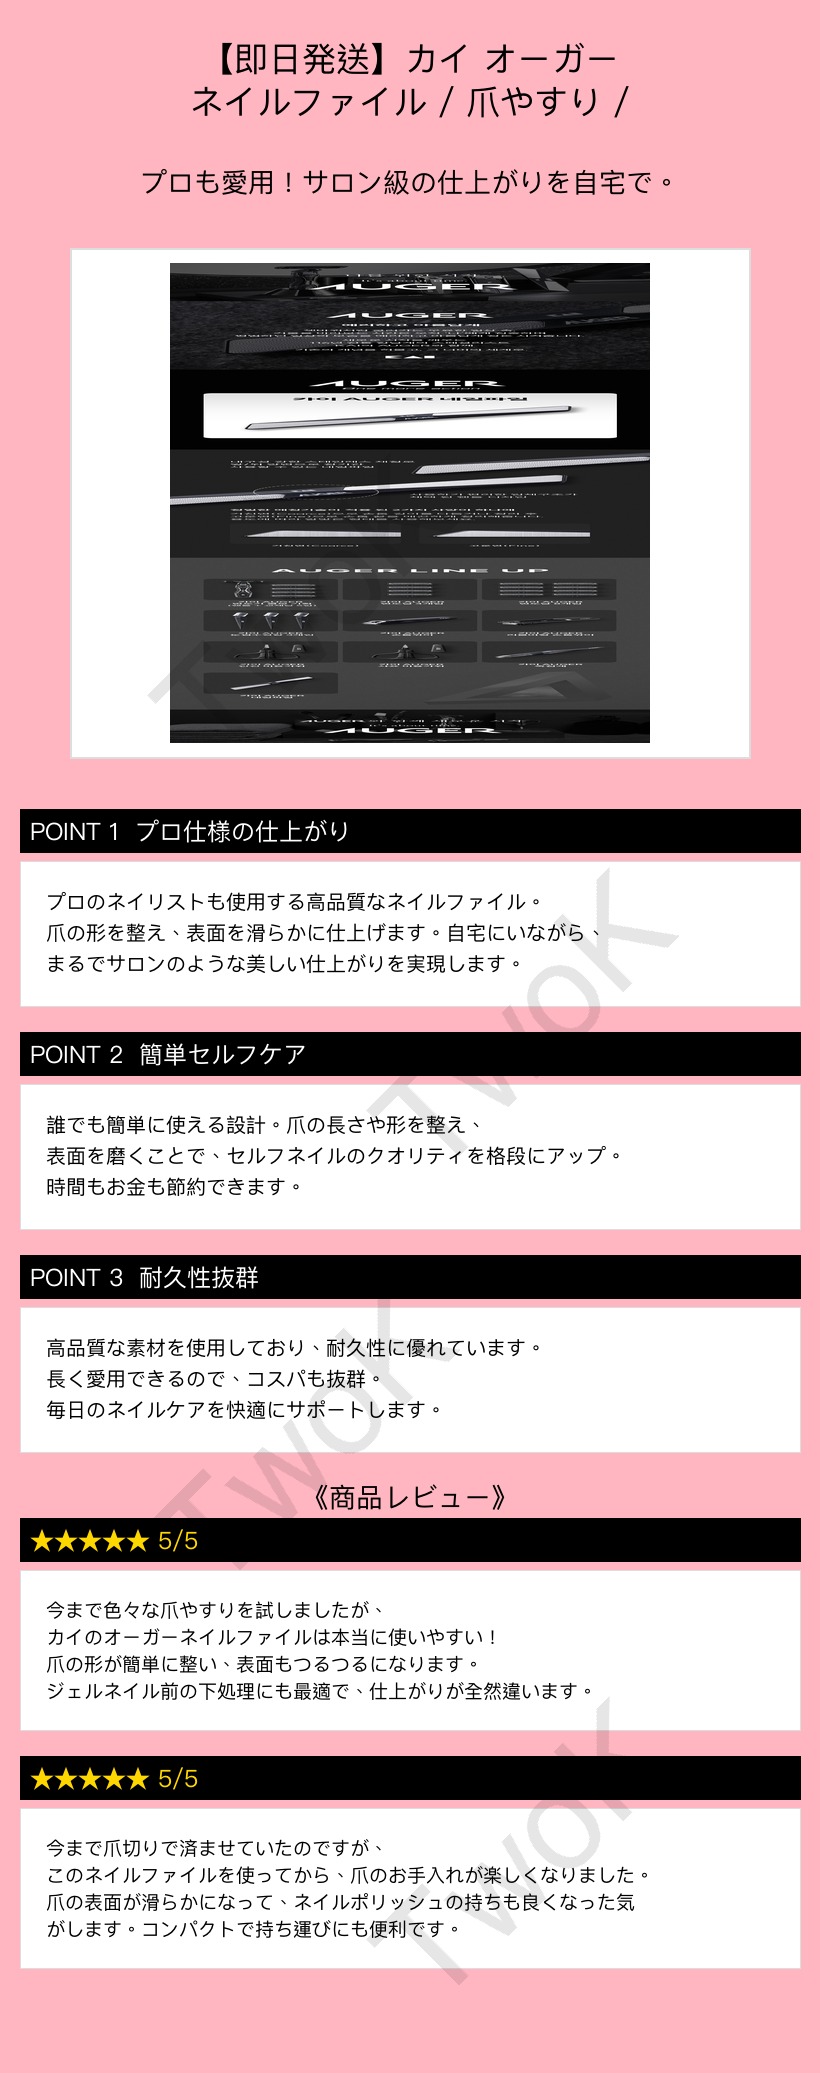 【即日発送】カイ オーガー
ネイルファイル / 爪やすり /
プロも愛用！サロン級の仕上がりを自宅で。
It's about time
AUGER
AUGER
KAI
AUGER
One more action
카이 AUGER 네일파일
AUGER LINE UP
It's about time
AUGER
POINT 1 プロ仕様の仕上がり
プロのネイリストも使用する高品質なネイルファイル。
爪の形を整え、表面を滑らかに仕上げます。自宅にいながら、
まるでサロンのような美しい仕上がりを実現します。
POINT 2 簡単セルフケア
誰でも簡単に使える設計。爪の長さや形を整え、
表面を磨くことで、セルフネイルのクオリティを格段にアップ。
時間もお金も節約できます。
POINT 3 耐久性抜群
高品質な素材を使用しており、耐久性に優れています。
長く愛用できるので、コスパも抜群。
毎日のネイルケアを快適にサポートします。
《商品レビュー》
★★★★★ 5/5
今まで色々な爪やすりを試しましたが、
カイのオーガーネイルファイルは本当に使いやすい！
爪の形が簡単に整い、表面もつるつるになります。
ジェルネイル前の下処理にも最適で、仕上がりが全然違います。
★★★★★ 5/5
今まで爪切りで済ませていたのですが、
このネイルファイルを使ってから、爪のお手入れが楽しくなりました。
爪の表面が滑らかになって、ネイルポリッシュの持ちも良くなった気
がします。コンパクトで持ち運びにも便利です。
TwoK
TwoK
TwoK
TwoK